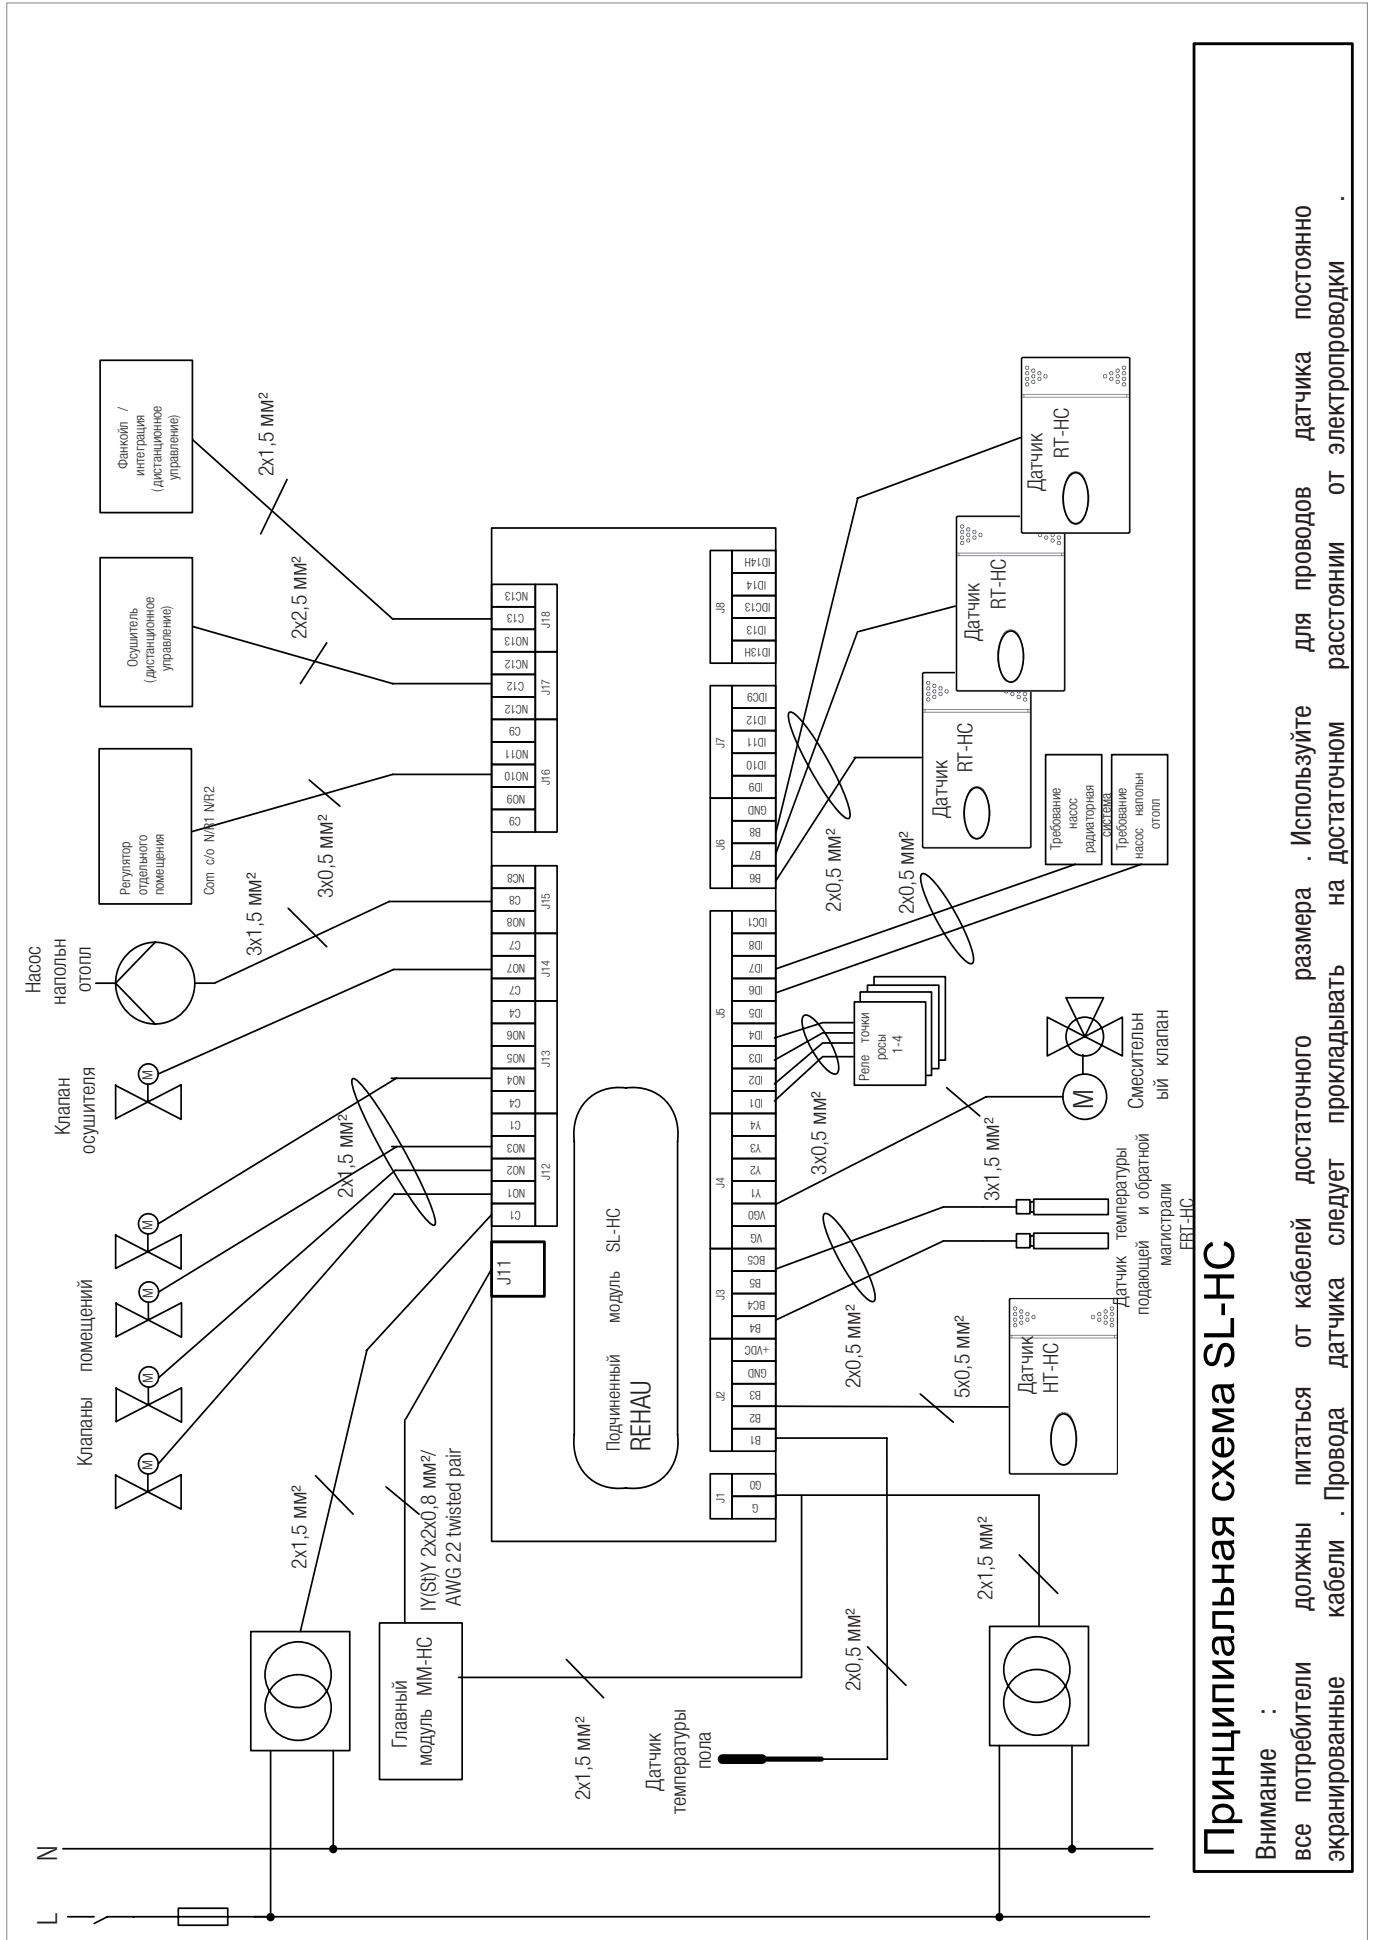 L
N
Насос
напольн
отопл
Клапан
осушителя
Клапаны помещений
M
M
M
M
M
Фанкойл /
интеграция
(дистанционное
управление)
Осушитель
(дистанционное
управление)
Регулятор
отдельного
помещения
Com c/o N/R1 N/R2
2x1,5 мм²
2x2,5 мм²
3x0,5 мм²
3x1,5 мм²
2x1,5 мм²
2x1,5 мм²
IY(St)Y 2x2x0,8 мм²/
AWG 22 twisted pair
Главный
модуль MM-HC
2x1,5 мм²
Датчик
температуры
пола
2x0,5 мм²
2x1,5 мм²
J11
C1
NO1
NO2
NO3
C1
J12
C4
NO4
NO5
NO6
C4
J13
C7
NO7
C7
J14
NO8
C8
NC8
J15
C9
NO9
NO10
NO11
C9
J16
NC12
C12
NC12
J17
NO13
C13
NC13
J18
Подчиненный модуль SL-HC
REHAU
J1
G
G0
J2
B1
B2
B3
GND
+VDC
J3
B4
BC4
B5
BC5
J4
VG
VG0
Y1
Y2
Y3
Y4
J5
ID1
ID2
ID3
ID4
ID5
ID6
ID7
ID8
IDC1
J6
B6
B7
B8
GND
J7
ID9
ID10
ID11
ID12
IDC9
J8
ID13H
ID13
IDC13
ID14
ID14H
5x0,5 мм²
Датчик
HT-HC
2x0,5 мм²
Датчик температуры
подающей и обратной
магистрали
FRT-HC
3x1,5 мм²
M
Смесительн
ый клапан
3x0,5 мм²
Реле точки
росы
1-4
2x0,5 мм²
2x0,5 мм²
Требование
насос
радиаторная
система
Требование
насос напольн
отопл
Датчик
RT-HC
Датчик
RT-HC
Датчик
RT-HC
Принципиальная схема SL-HC
Внимание :
все потребители должны питаться от кабелей достаточного размера . Используйте для проводов датчика постоянно
экранированные кабели . Провода датчика следует прокладывать на достаточном расстоянии от электропроводки .